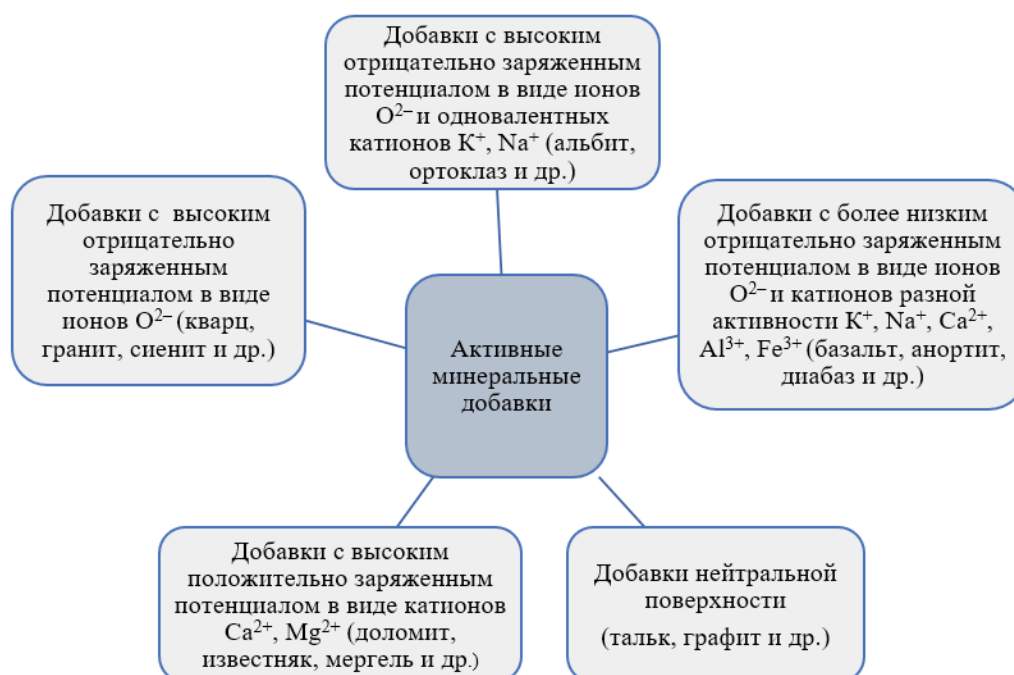 Добавки с высоким
отрицательно заряженным
потенциалом в виде ионов
O²⁻ и одновалентных
катионов K⁺, Na⁺ (альбит,
ортоклаз и др.)
Добавки с высоким
отрицательно
заряженным
потенциалом в виде
ионов O²⁻ (кварц,
гранит, сиенит и др.)
Добавки с более низким
отрицательно заряженным
потенциалом в виде ионов
O²⁻ и катионов разной
активности K⁺, Na⁺, Ca²⁺,
Al³⁺, Fe³⁺ (базальт, анортит,
диабаз и др.)
Активные
минеральные
добавки
Добавки с высоким
положительно заряженным
потенциалом в виде катионов
Ca²⁺, Mg²⁺ (доломит,
известняк, мергель и др.)
Добавки нейтральной
поверхности
(тальк, графит и др.)